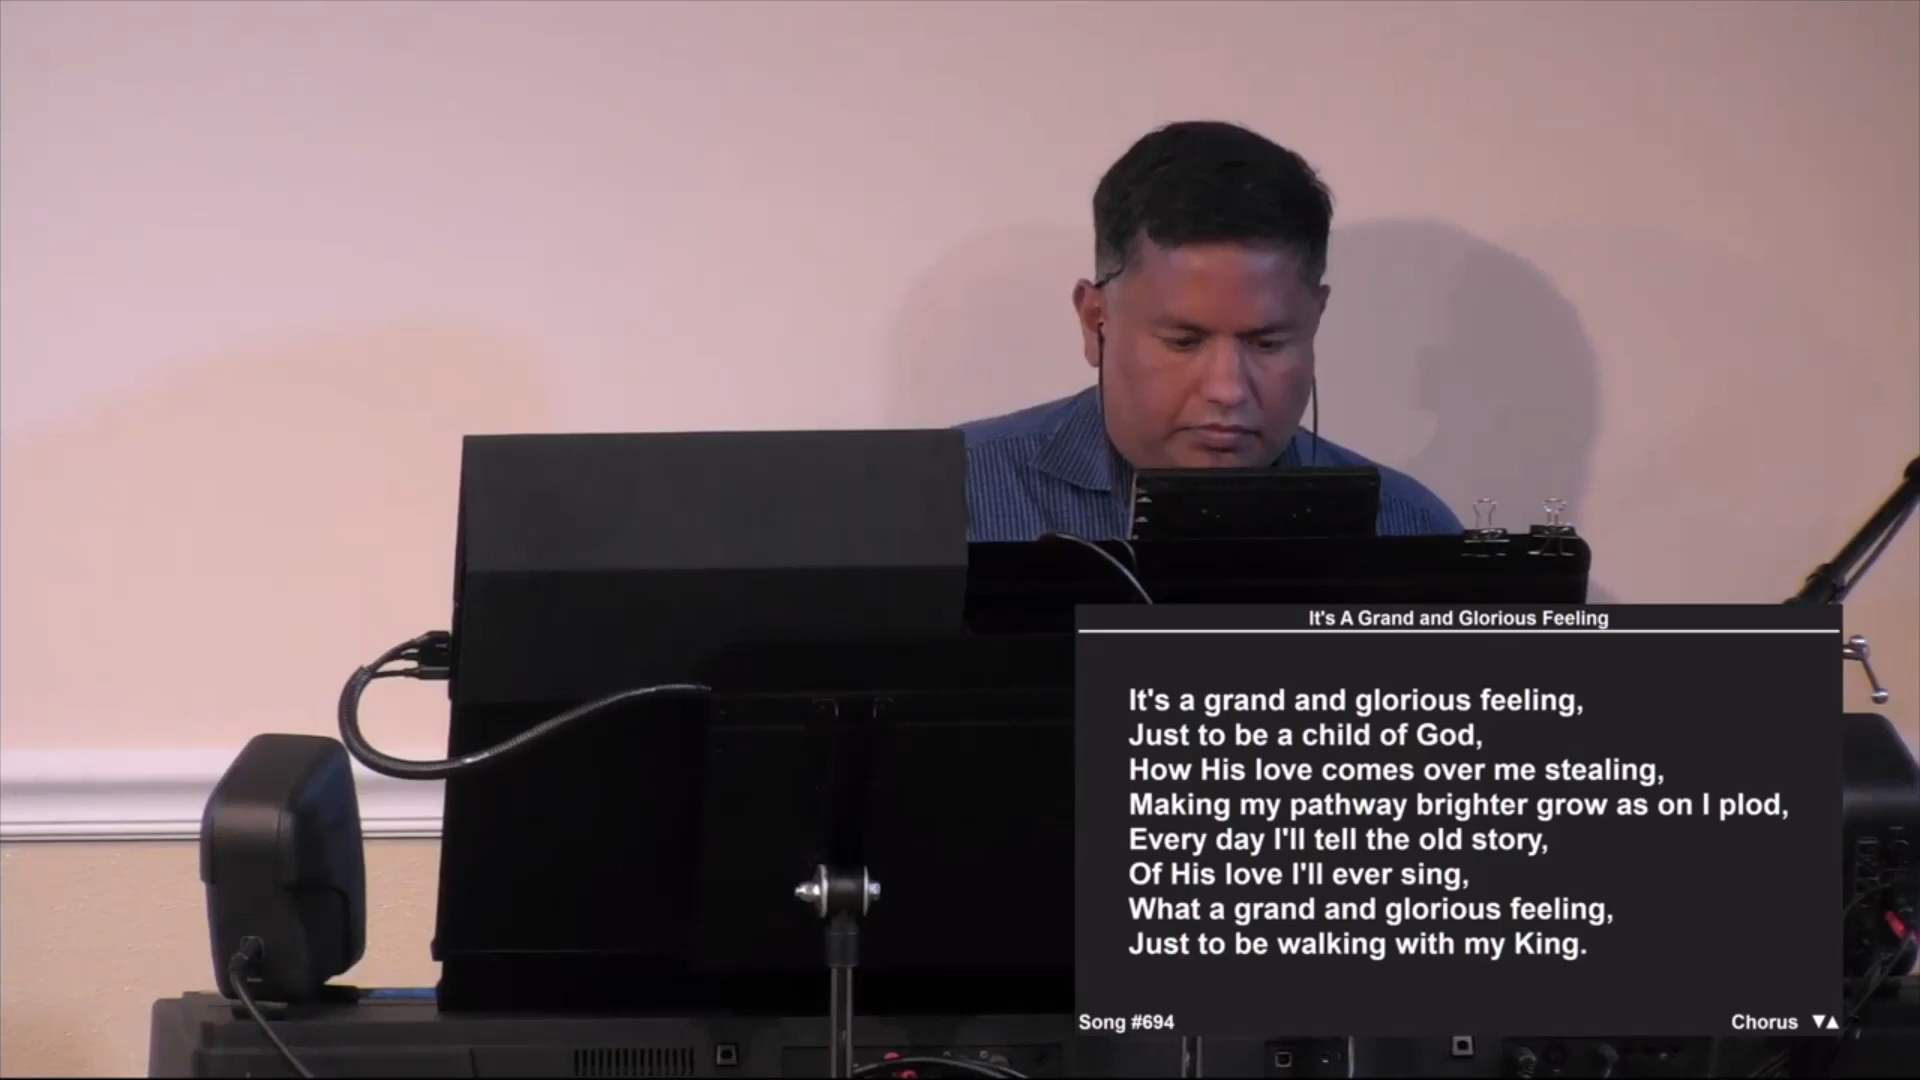 It's A Grand and Glorious Feeling
It's a grand and glorious feeling,
Just to be a child of God,
How His love comes over me stealing,
Making my pathway brighter grow as on I plod,
Every day I'll tell the old story,
Of His love I'll ever sing,
What a grand and glorious feeling,
Just to be walking with my King.
Song #694
Chorus ▼▲